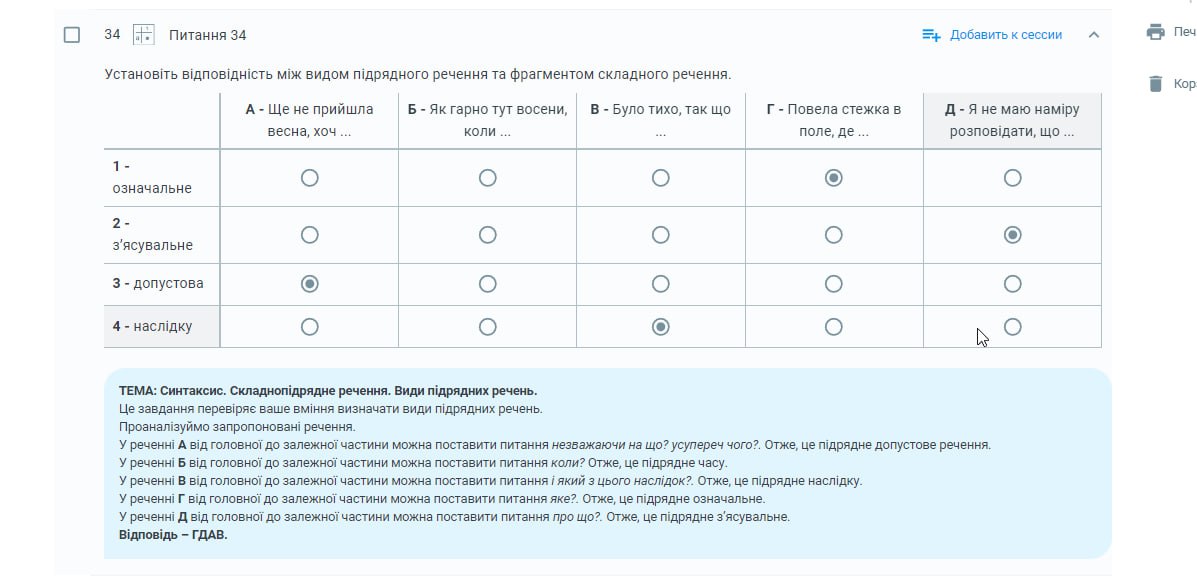 34 Питання 34 Добавить к сессии Печ
Кор
Установіть відповідність між видом підрядного речення та фрагментом складного речення.
А - Ще не прийшла весна, хоч ...
Б - Як гарно тут восени, коли ...
В - Було тихо, так що ...
Г - Повела стежка в поле, де ...
Д - Я не маю наміру розповідати, що ...
1 -
означальне
2 -
з’ясувальне
3 - допустова
4 - наслідку
ТЕМА: Синтаксис. Складнопідрядне речення. Види підрядних речень.
Це завдання перевіряє ваше вміння визначати види підрядних речень.
Проаналізуймо запропоновані речення.
У реченні А від головної до залежної частини можна поставити питання незважаючи на що? усупереч чого?. Отже, це підрядне допустове речення.
У реченні Б від головної до залежної частини можна поставити питання коли? Отже, це підрядне часу.
У реченні В від головної до залежної частини можна поставити питання і який з цього наслідок?. Отже, це підрядне наслідку.
У реченні Г від головної до залежної частини можна поставити питання яке?. Отже, це підрядне означальне.
У реченні Д від головної до залежної частини можна поставити питання про що?. Отже, це підрядне з’ясувальне.
Відповідь – ГДАВ.